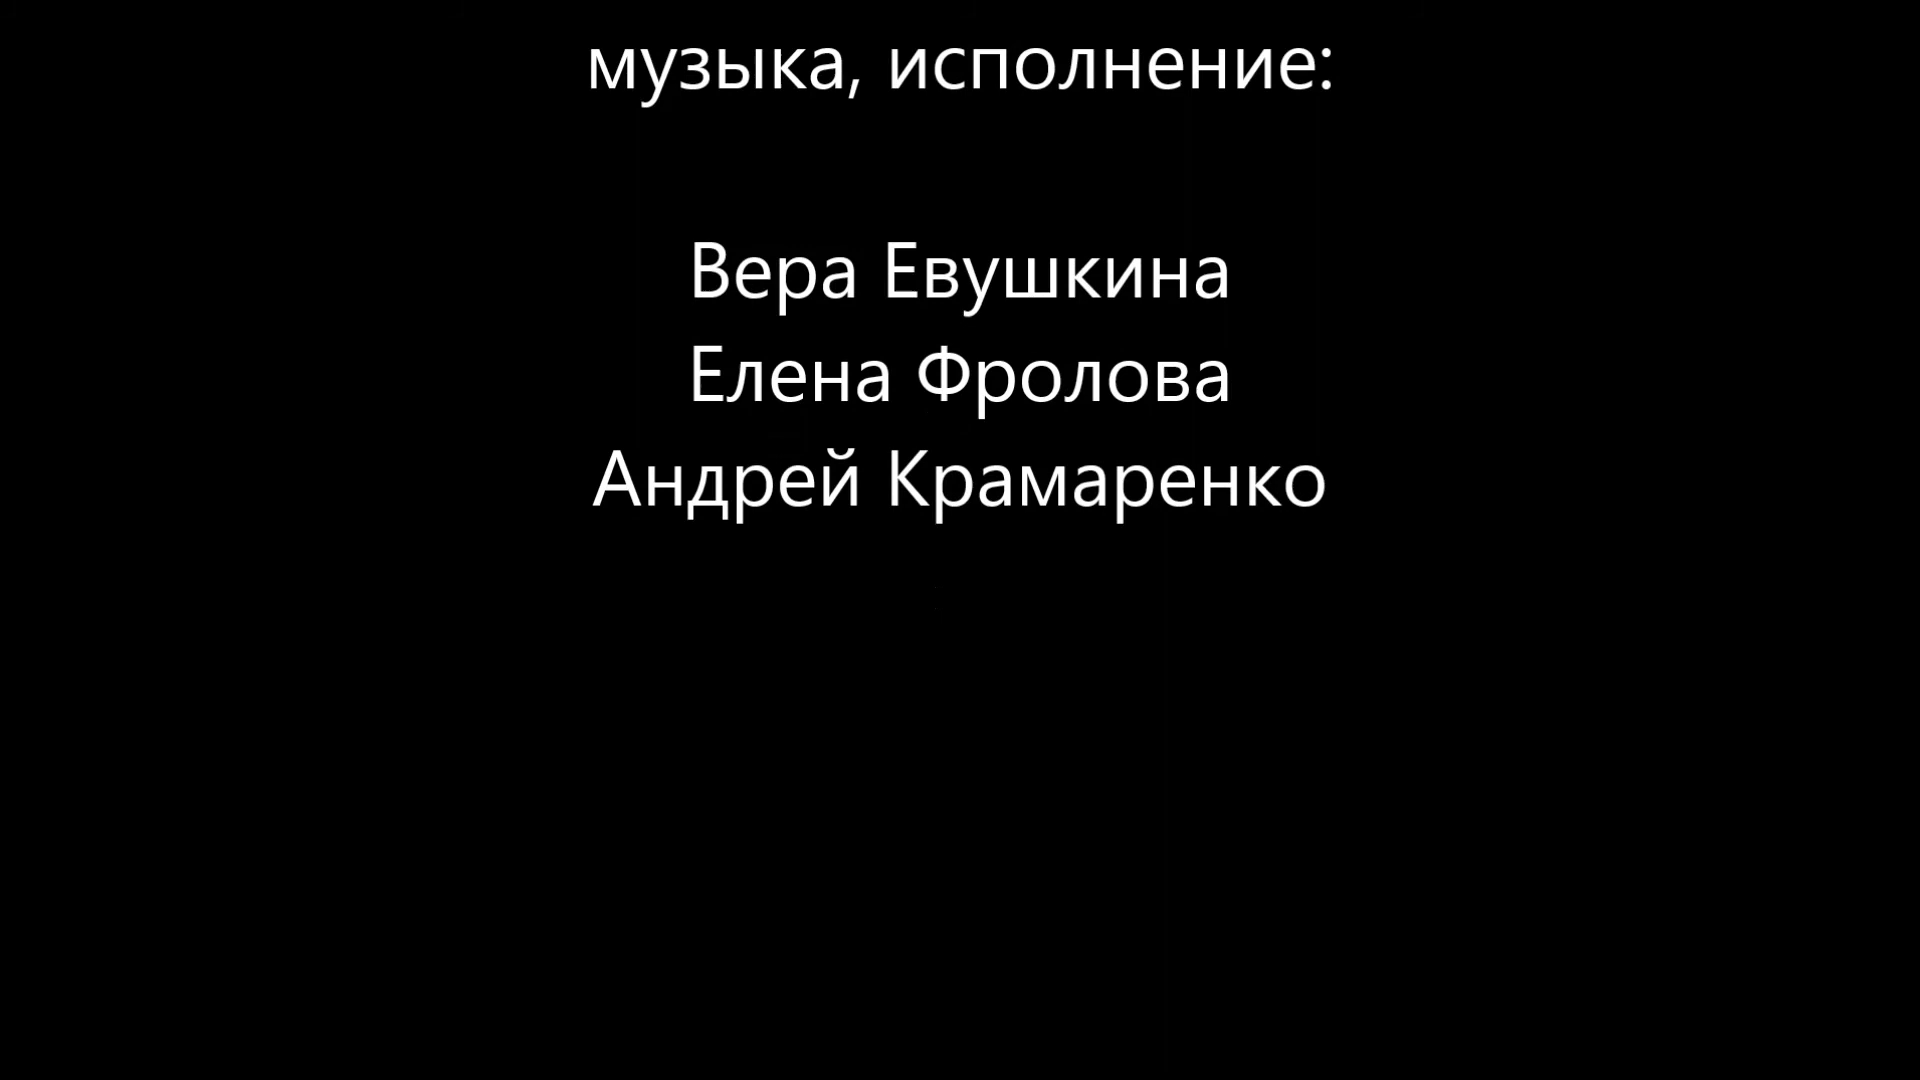 музыка, исполнение:
Вера Евушкина
Елена Фролова
Андрей Крамаренко